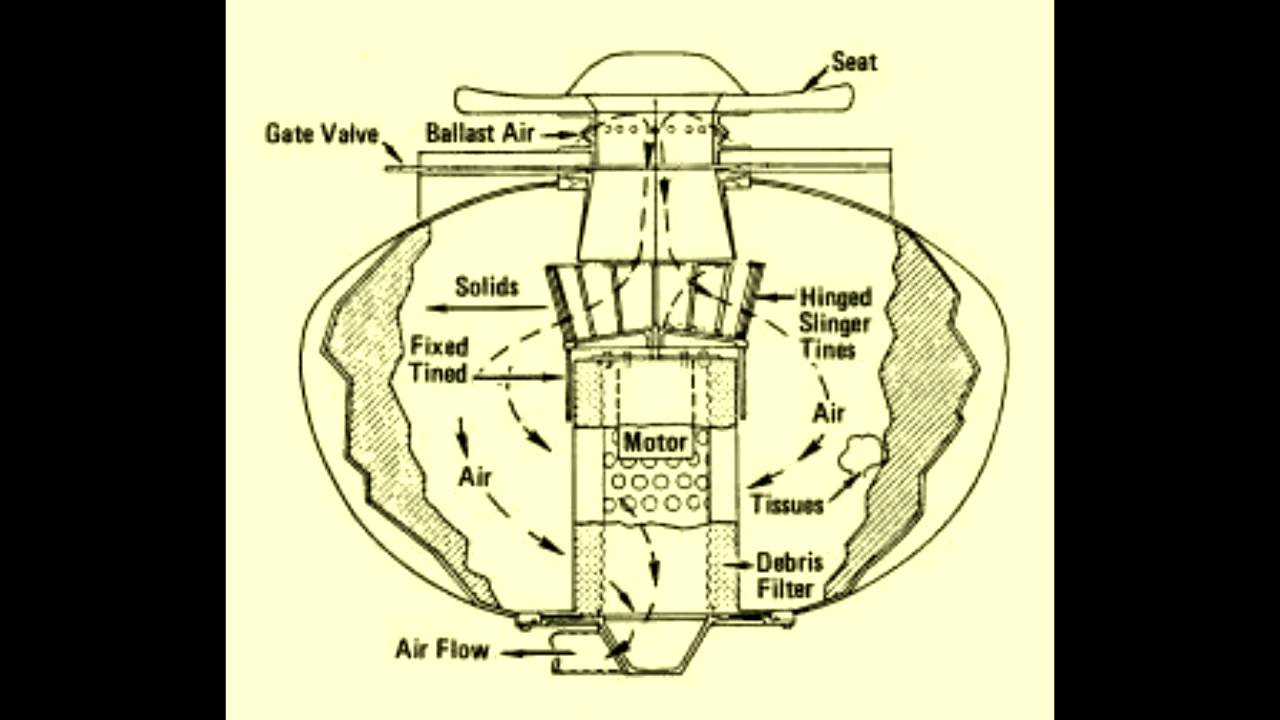 Seat
Gate Valve
Ballast Air
Solids
Hinged
Slinger
Tines
Fixed
Tined
Air
Motor
Air
Tissues
Debris
Filter
Air Flow